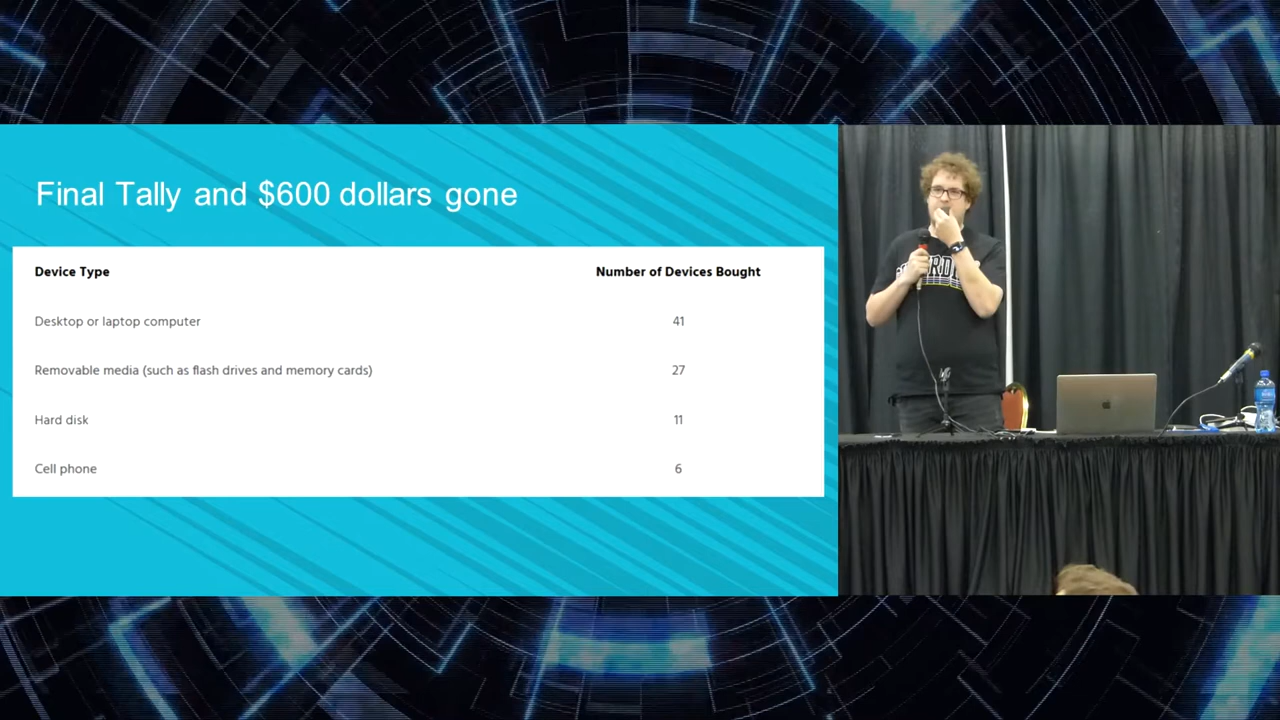 Final Tally and $600 dollars gone
Device Type Number of Devices Bought
Desktop or laptop computer 41
Removable media (such as flash drives and memory cards) 27
Hard disk 11
Cell phone 6